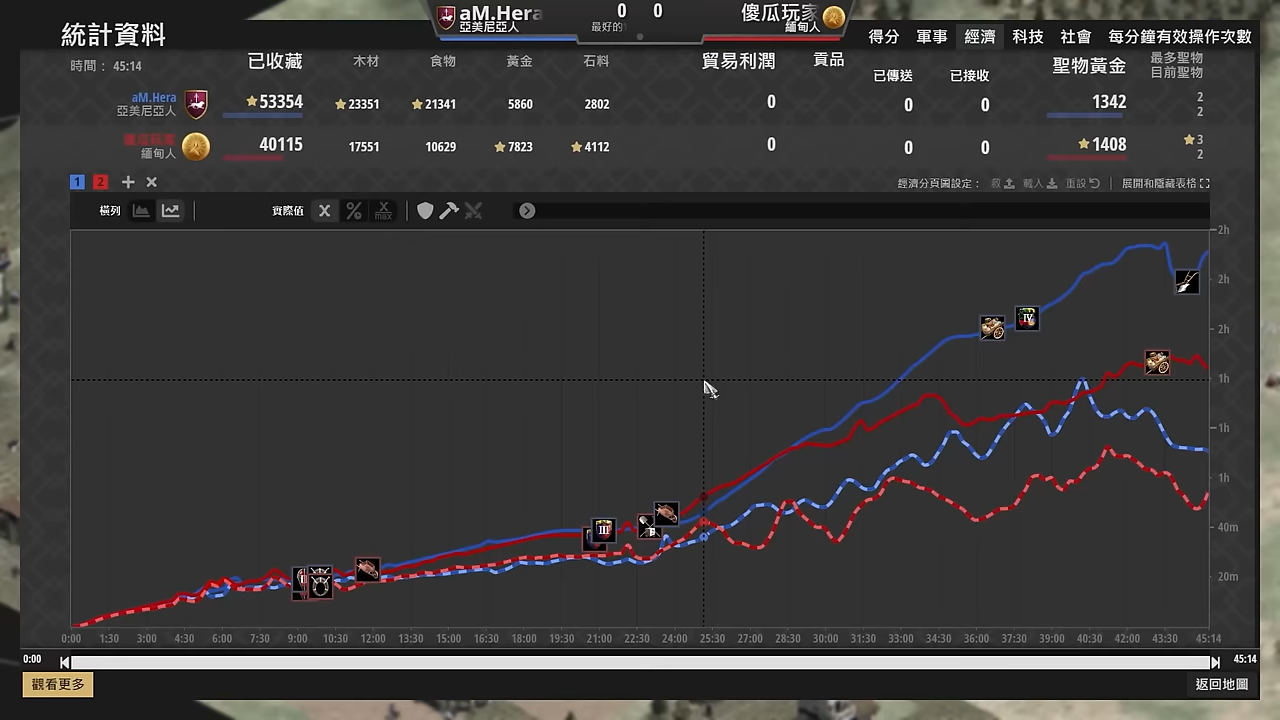 aM.Hera
亞美尼亞人
0 0
最好的
傻瓜玩家
緬甸人
統計資料
得分 軍事 經濟 科技 社會 每分鐘有效操作次數
時間： 45:14
已收藏 木材 食物 黃金 石料 貿易利潤 貢品 已傳送 已接收 聖物黃金 最多聖物
目前聖物
aM.Hera
亞美尼亞人
53354 23351 21341 5860 2802 0 0 0 1342 2
2
傻瓜玩家
緬甸人
40115 17551 10629 7823 4112 0 0 0 1408 3
2
1 2
經濟分頁圖設定： 載入 重設 展開和隱藏表格
橫列 實際值 X % X max
2h
2h
2h
1h
1h
1h
40m
20m
III
IV
0:00 1:30 3:00 4:30 6:00 7:30 9:00 10:30 12:00 13:30 15:00 16:30 18:00 19:30 21:00 22:30 24:00 25:30 27:00 28:30 30:00 31:30 33:00 34:30 36:00 37:30 39:00 40:30 42:00 43:30 45:14
0:00 45:14
觀看更多 返回地圖